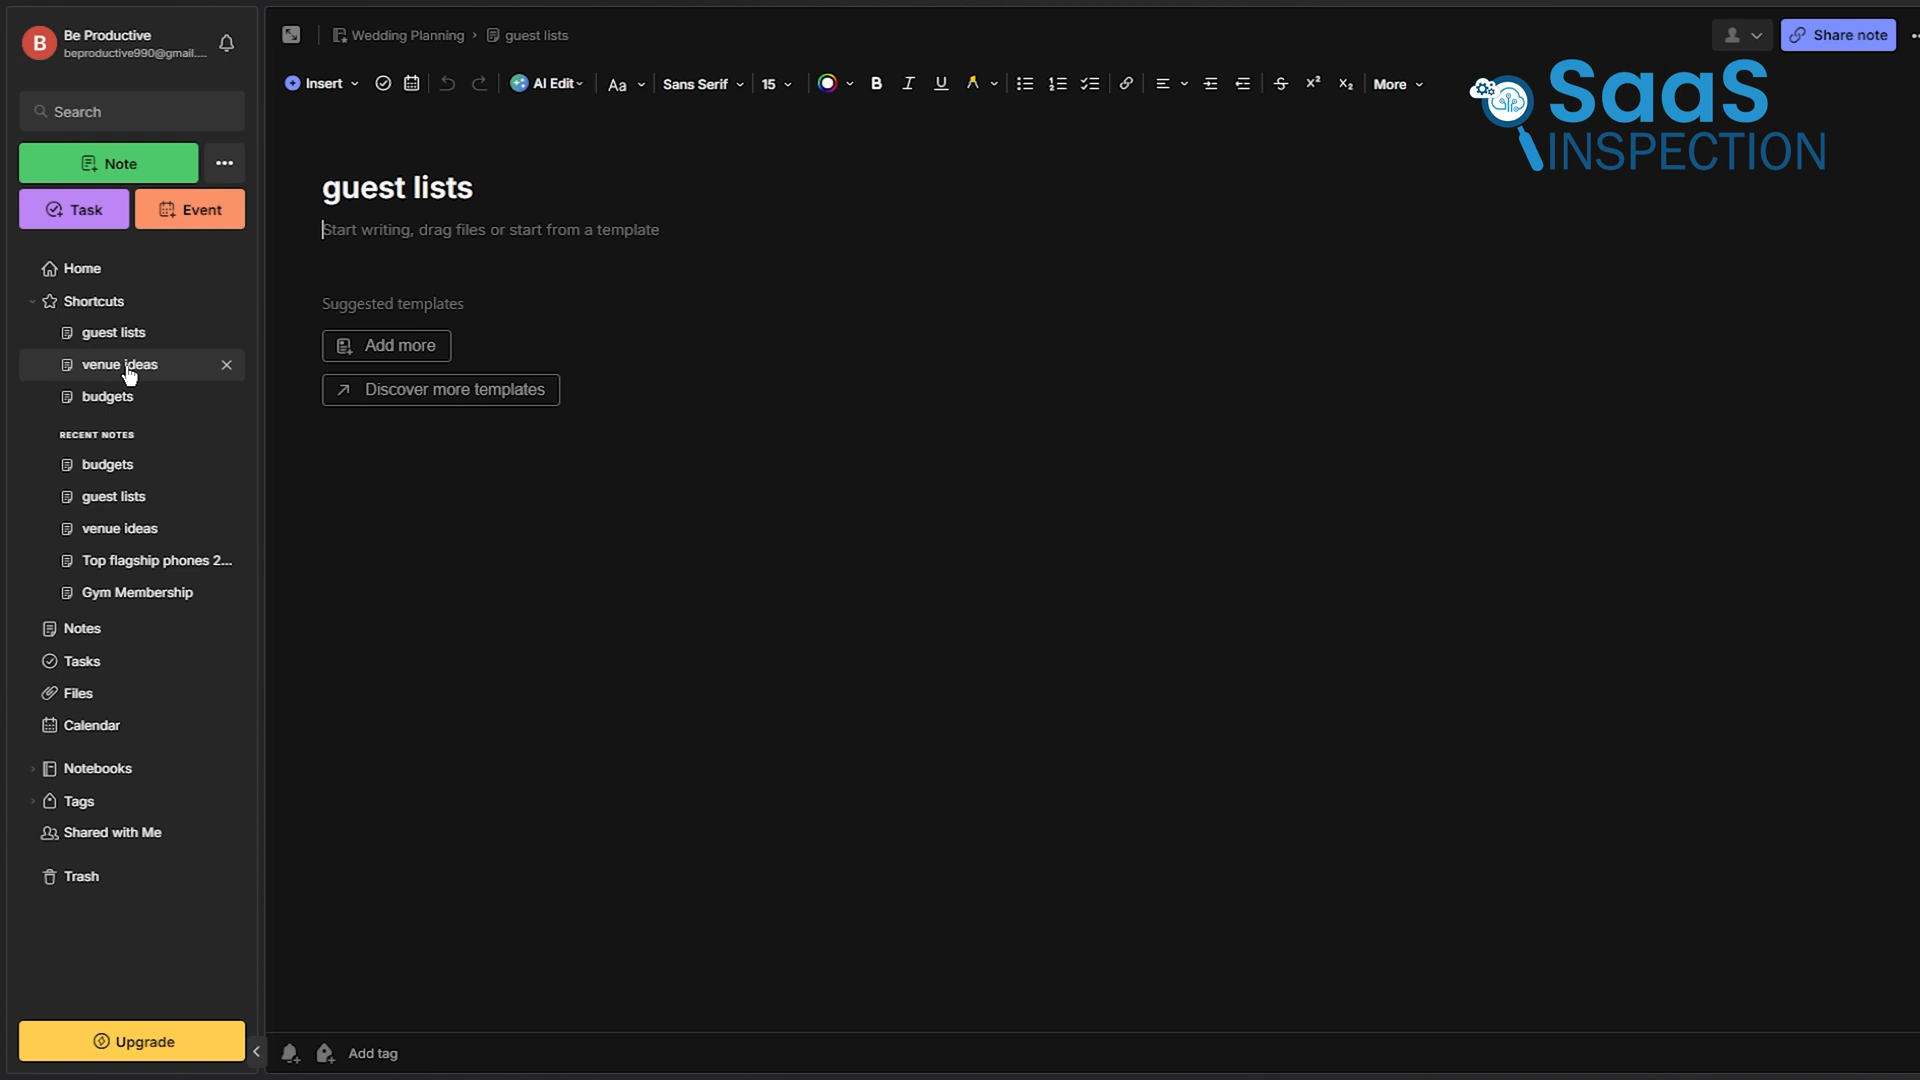 B
Be Productive
beproductive990@gmail....
Search
Note
Task
Event
Home
Shortcuts
guest lists
venue ideas
budgets
RECENT NOTES
budgets
guest lists
venue ideas
Top flagship phones 2...
Gym Membership
Notes
Tasks
Files
Calendar
Notebooks
Tags
Shared with Me
Trash
Upgrade
Wedding Planning › guest lists
Share note
Insert
AI Edit
Aa
Sans Serif
15
B I U
X² X₂
More
SaaS
INSPECTION
guest lists
Start writing, drag files or start from a template
Suggested templates
Add more
Discover more templates
Add tag